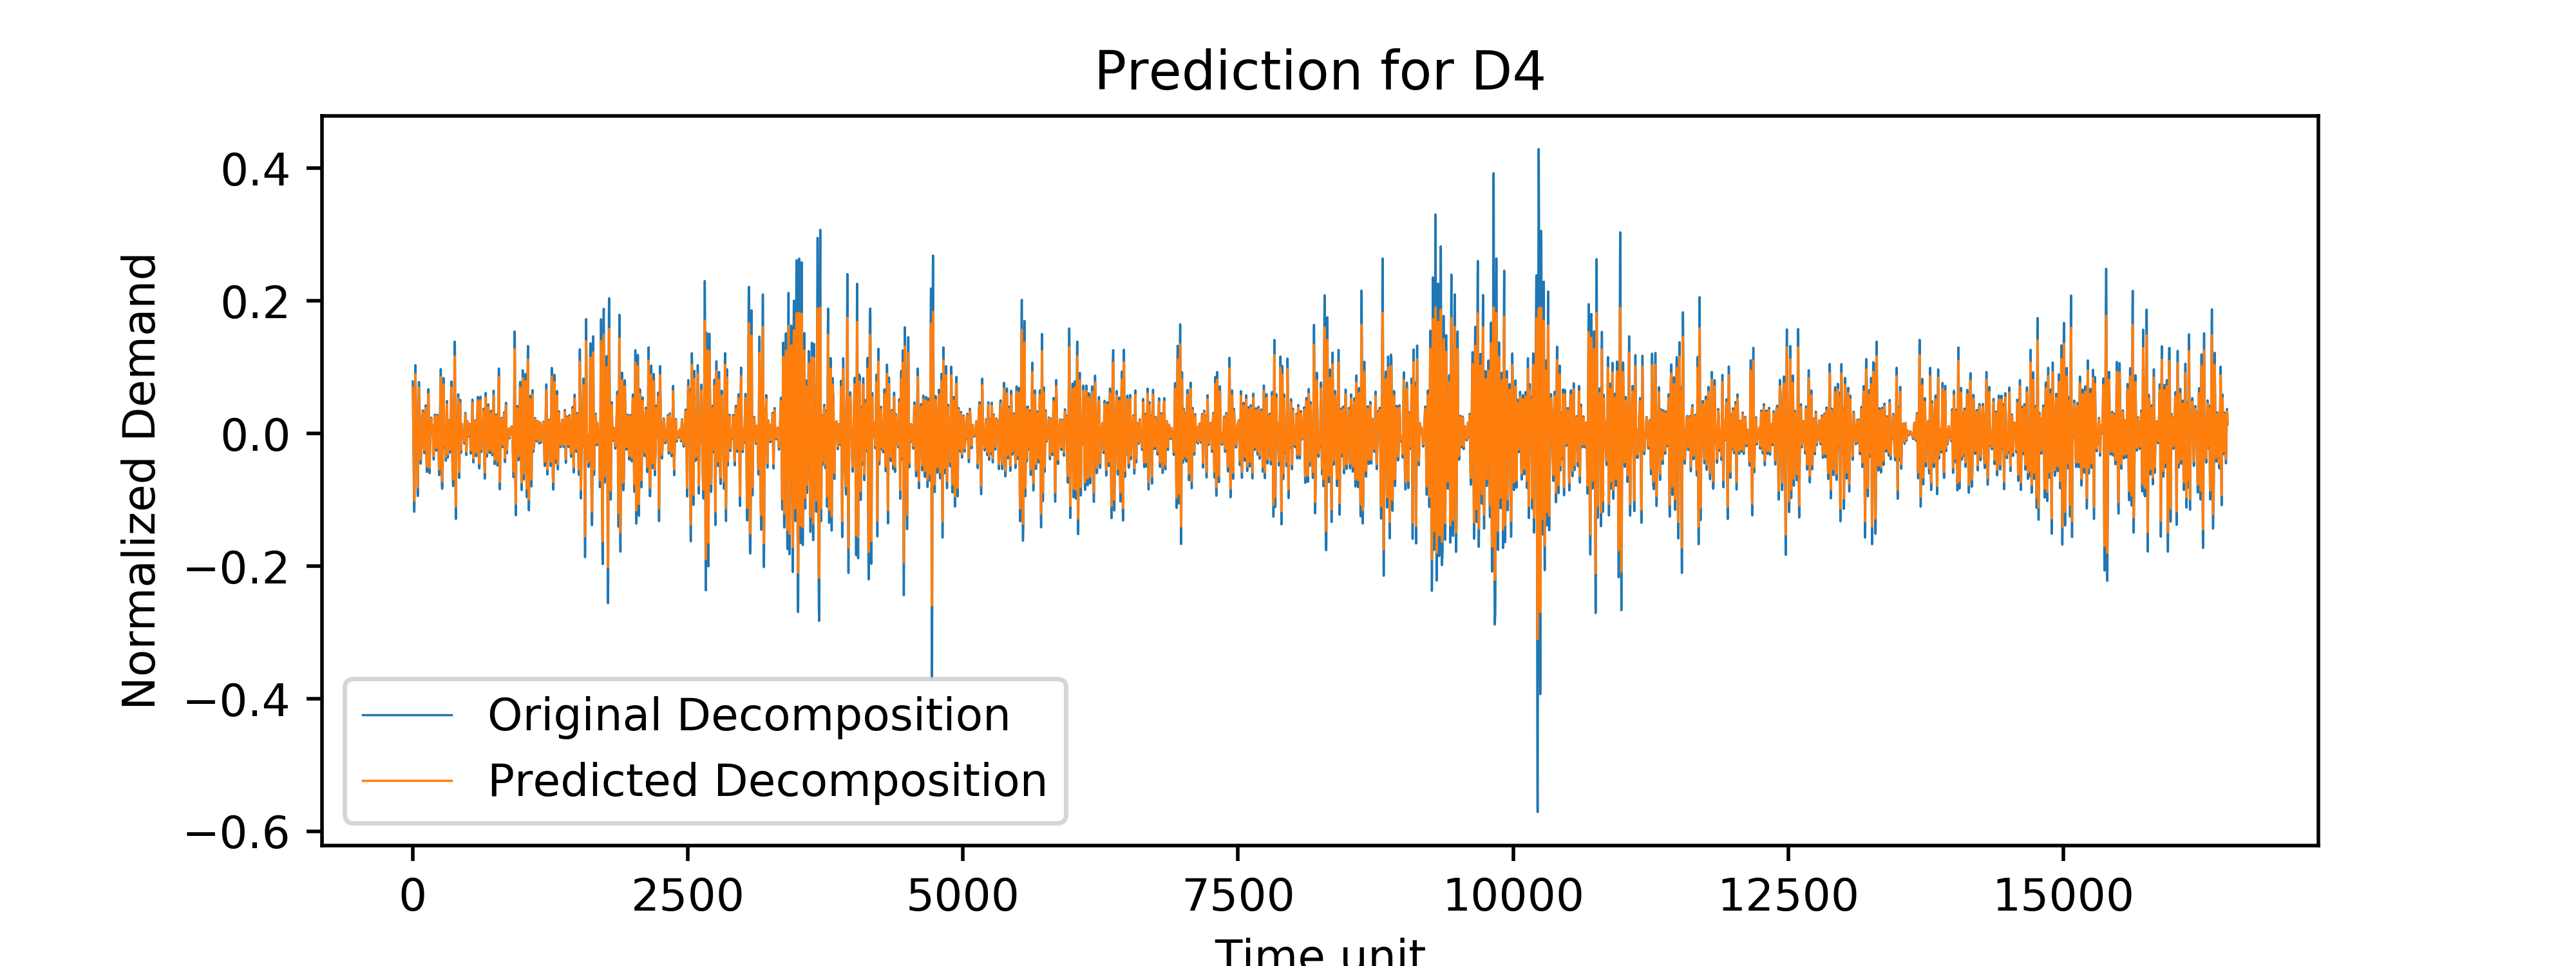 Prediction for D4
Normalized Demand
0.4
0.2
0.0
−0.2
−0.4
−0.6
Original Decomposition
Predicted Decomposition
0 2500 5000 7500 10000 12500 15000
Time unit